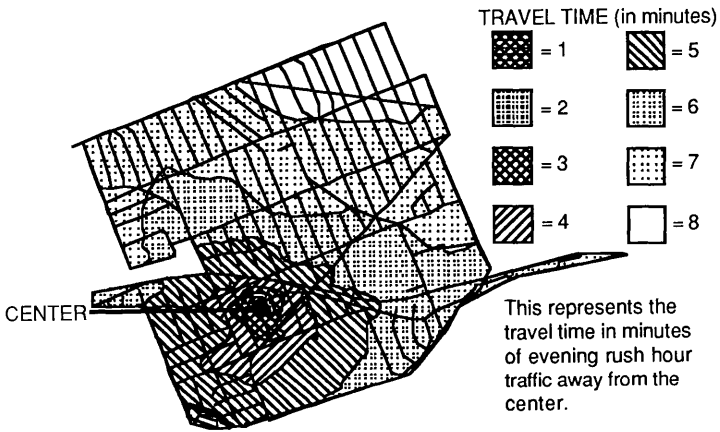 TRAVEL TIME (in minutes)
= 1
= 5
= 2
= 6
= 3
= 7
= 4
= 8
CENTER
This represents the
travel time in minutes
of evening rush hour
traffic away from the
center.